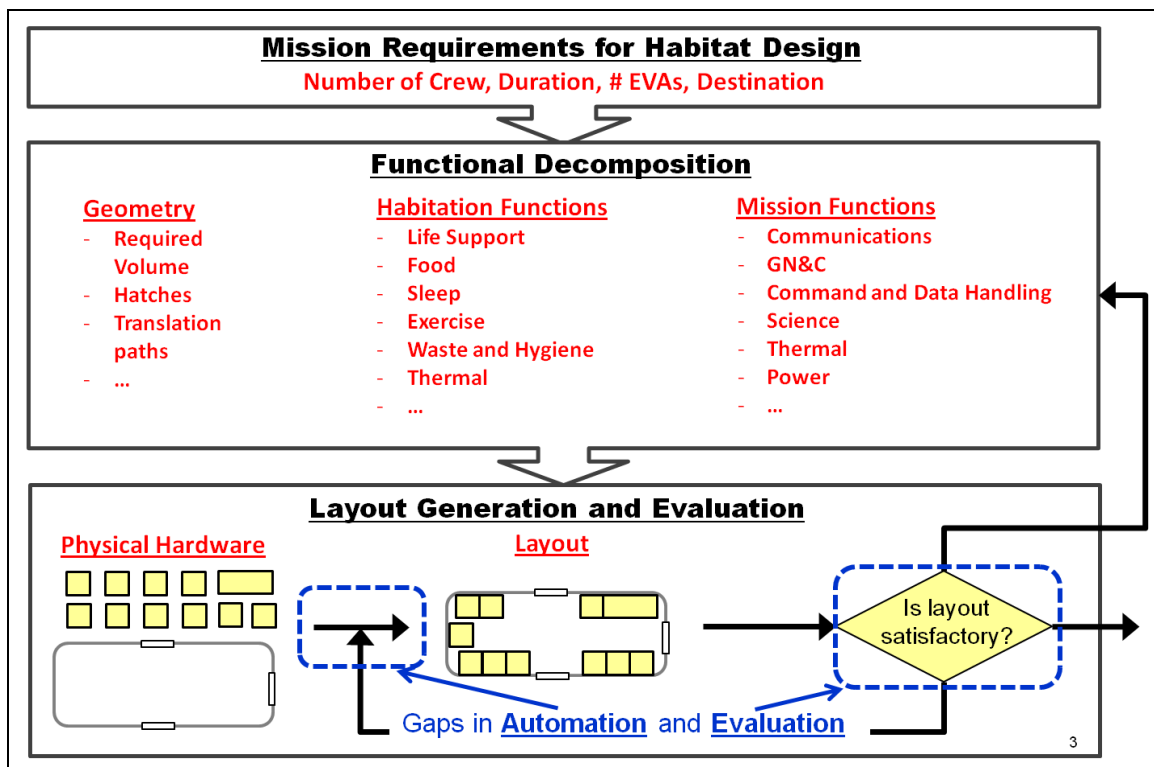 Mission Requirements for Habitat Design
Number of Crew, Duration, # EVAs, Destination
Functional Decomposition
Geometry
- Required
Volume
- Hatches
- Translation
paths
- ...
Habitation Functions
- Life Support
- Food
- Sleep
- Exercise
- Waste and Hygiene
- Thermal
- ...
Mission Functions
- Communications
- GN&C
- Command and Data Handling
- Science
- Thermal
- Power
- ...
Layout Generation and Evaluation
Physical Hardware
Layout
Is layout
satisfactory?
Gaps in Automation and Evaluation
3